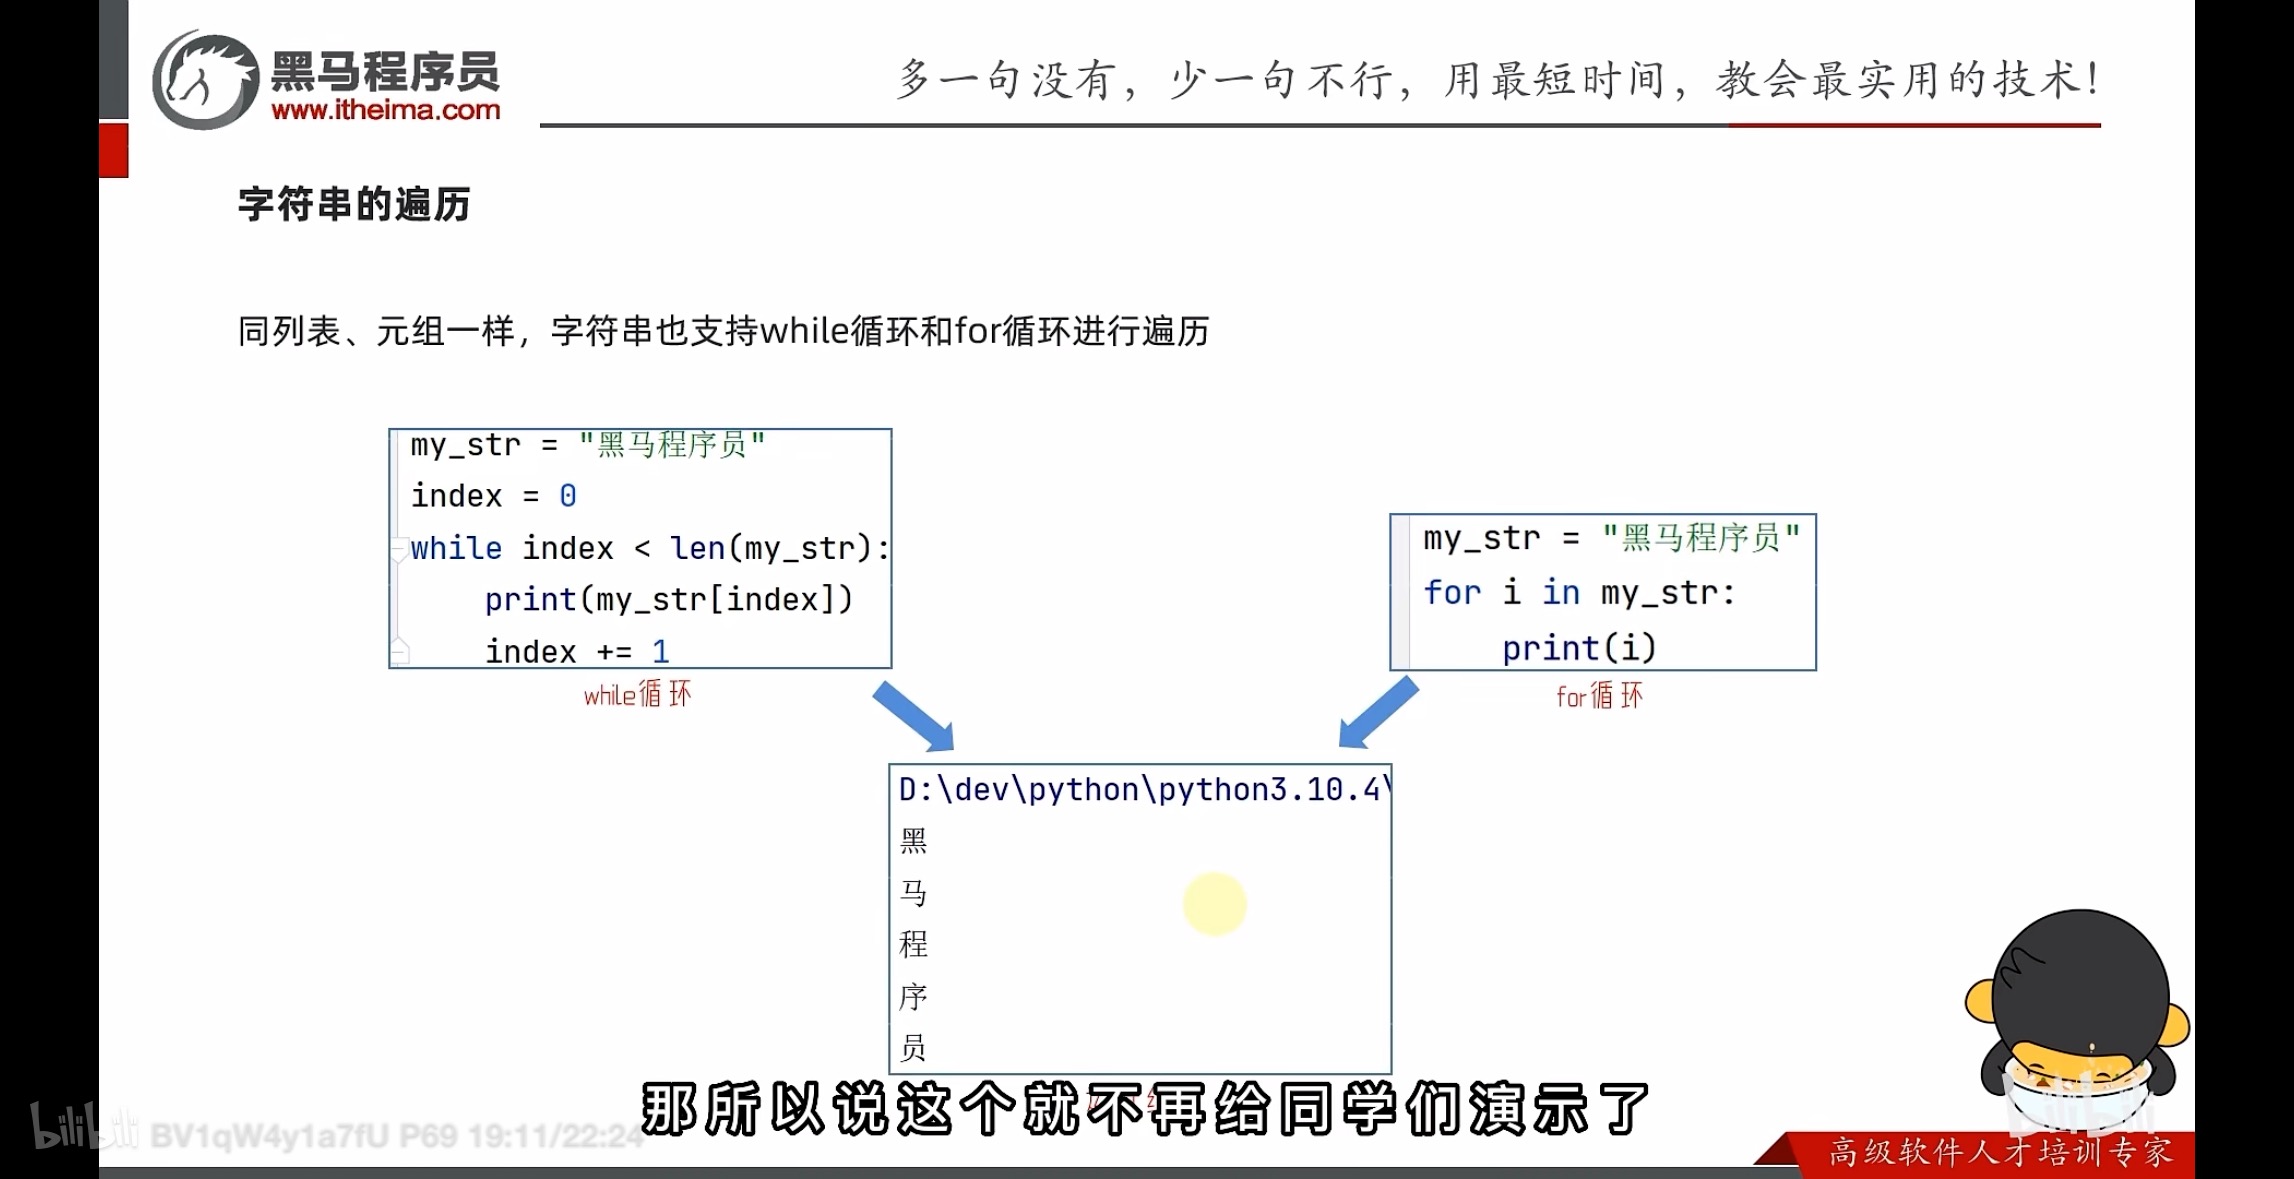 黑马程序员
www.itheima.com
多一句没有，少一句不行，用最短时间，教会最实用的技术！
字符串的遍历
同列表、元组一样，字符串也支持while循环和for循环进行遍历
my_str = "黑马程序员"
index = 0
while index < len(my_str):
    print(my_str[index])
    index += 1
while循环
my_str = "黑马程序员"
for i in my_str:
    print(i)
for循环
D:\dev\python\python3.10.4\
黑
马
程
序
员
那所以说这个就不再给同学们演示了
bilibili BV1qW4y1a7fU P69 19:11/22:24
bilibili
高级软件人才培训专家